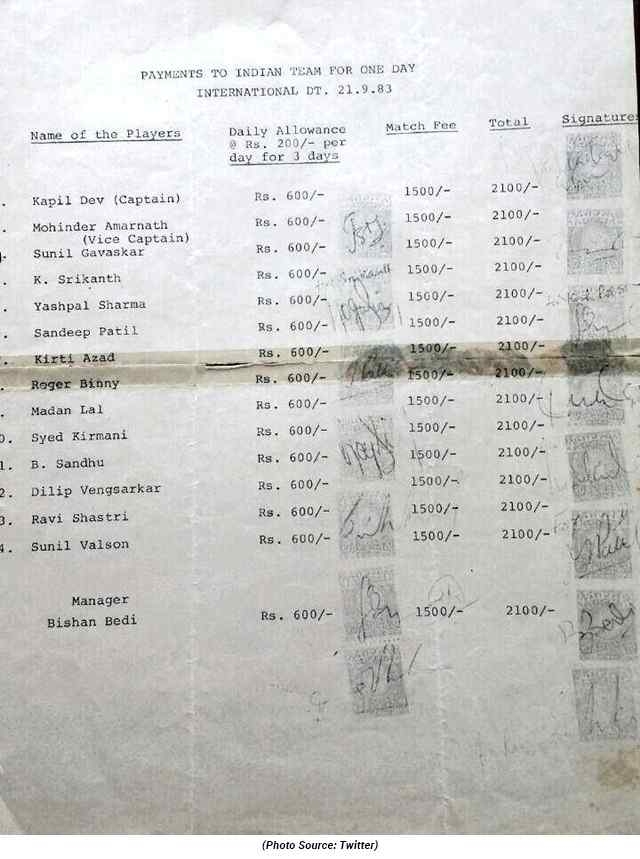 PAYMENTS TO INDIAN TEAM FOR ONE DAY
INTERNATIONAL DT. 21.9.83
Name of the Players Daily Allowance @ Rs. 200/- per day for 3 days Match Fee Total Signature
. Kapil Dev (Captain) Rs. 600/- 1500/- 2100/-
. Mohinder Amarnath Rs. 600/- 1500/- 2100/-
(Vice Captain)
. Sunil Gavaskar Rs. 600/- 1500/- 2100/-
. K. Srikanth Rs. 600/- 1500/- 2100/-
. Yashpal Sharma Rs. 600/- 1500/- 2100/-
. Sandeep Patil Rs. 600/- 1500/- 2100/-
. Kirti Azad Rs. 600/- 1500/- 2100/-
. Roger Binny Rs. 600/- 1500/- 2100/-
. Madan Lal Rs. 600/- 1500/- 2100/-
0. Syed Kirmani Rs. 600/- 1500/- 2100/-
1. B. Sandhu Rs. 600/- 1500/- 2100/-
2. Dilip Vengsarkar Rs. 600/- 1500/- 2100/-
3. Ravi Shastri Rs. 600/- 1500/- 2100/-
4. Sunil Valson Rs. 600/- 1500/- 2100/-
Manager
Bishan Bedi Rs. 600/- 1500/- 2100/-
(Photo Source: Twitter)